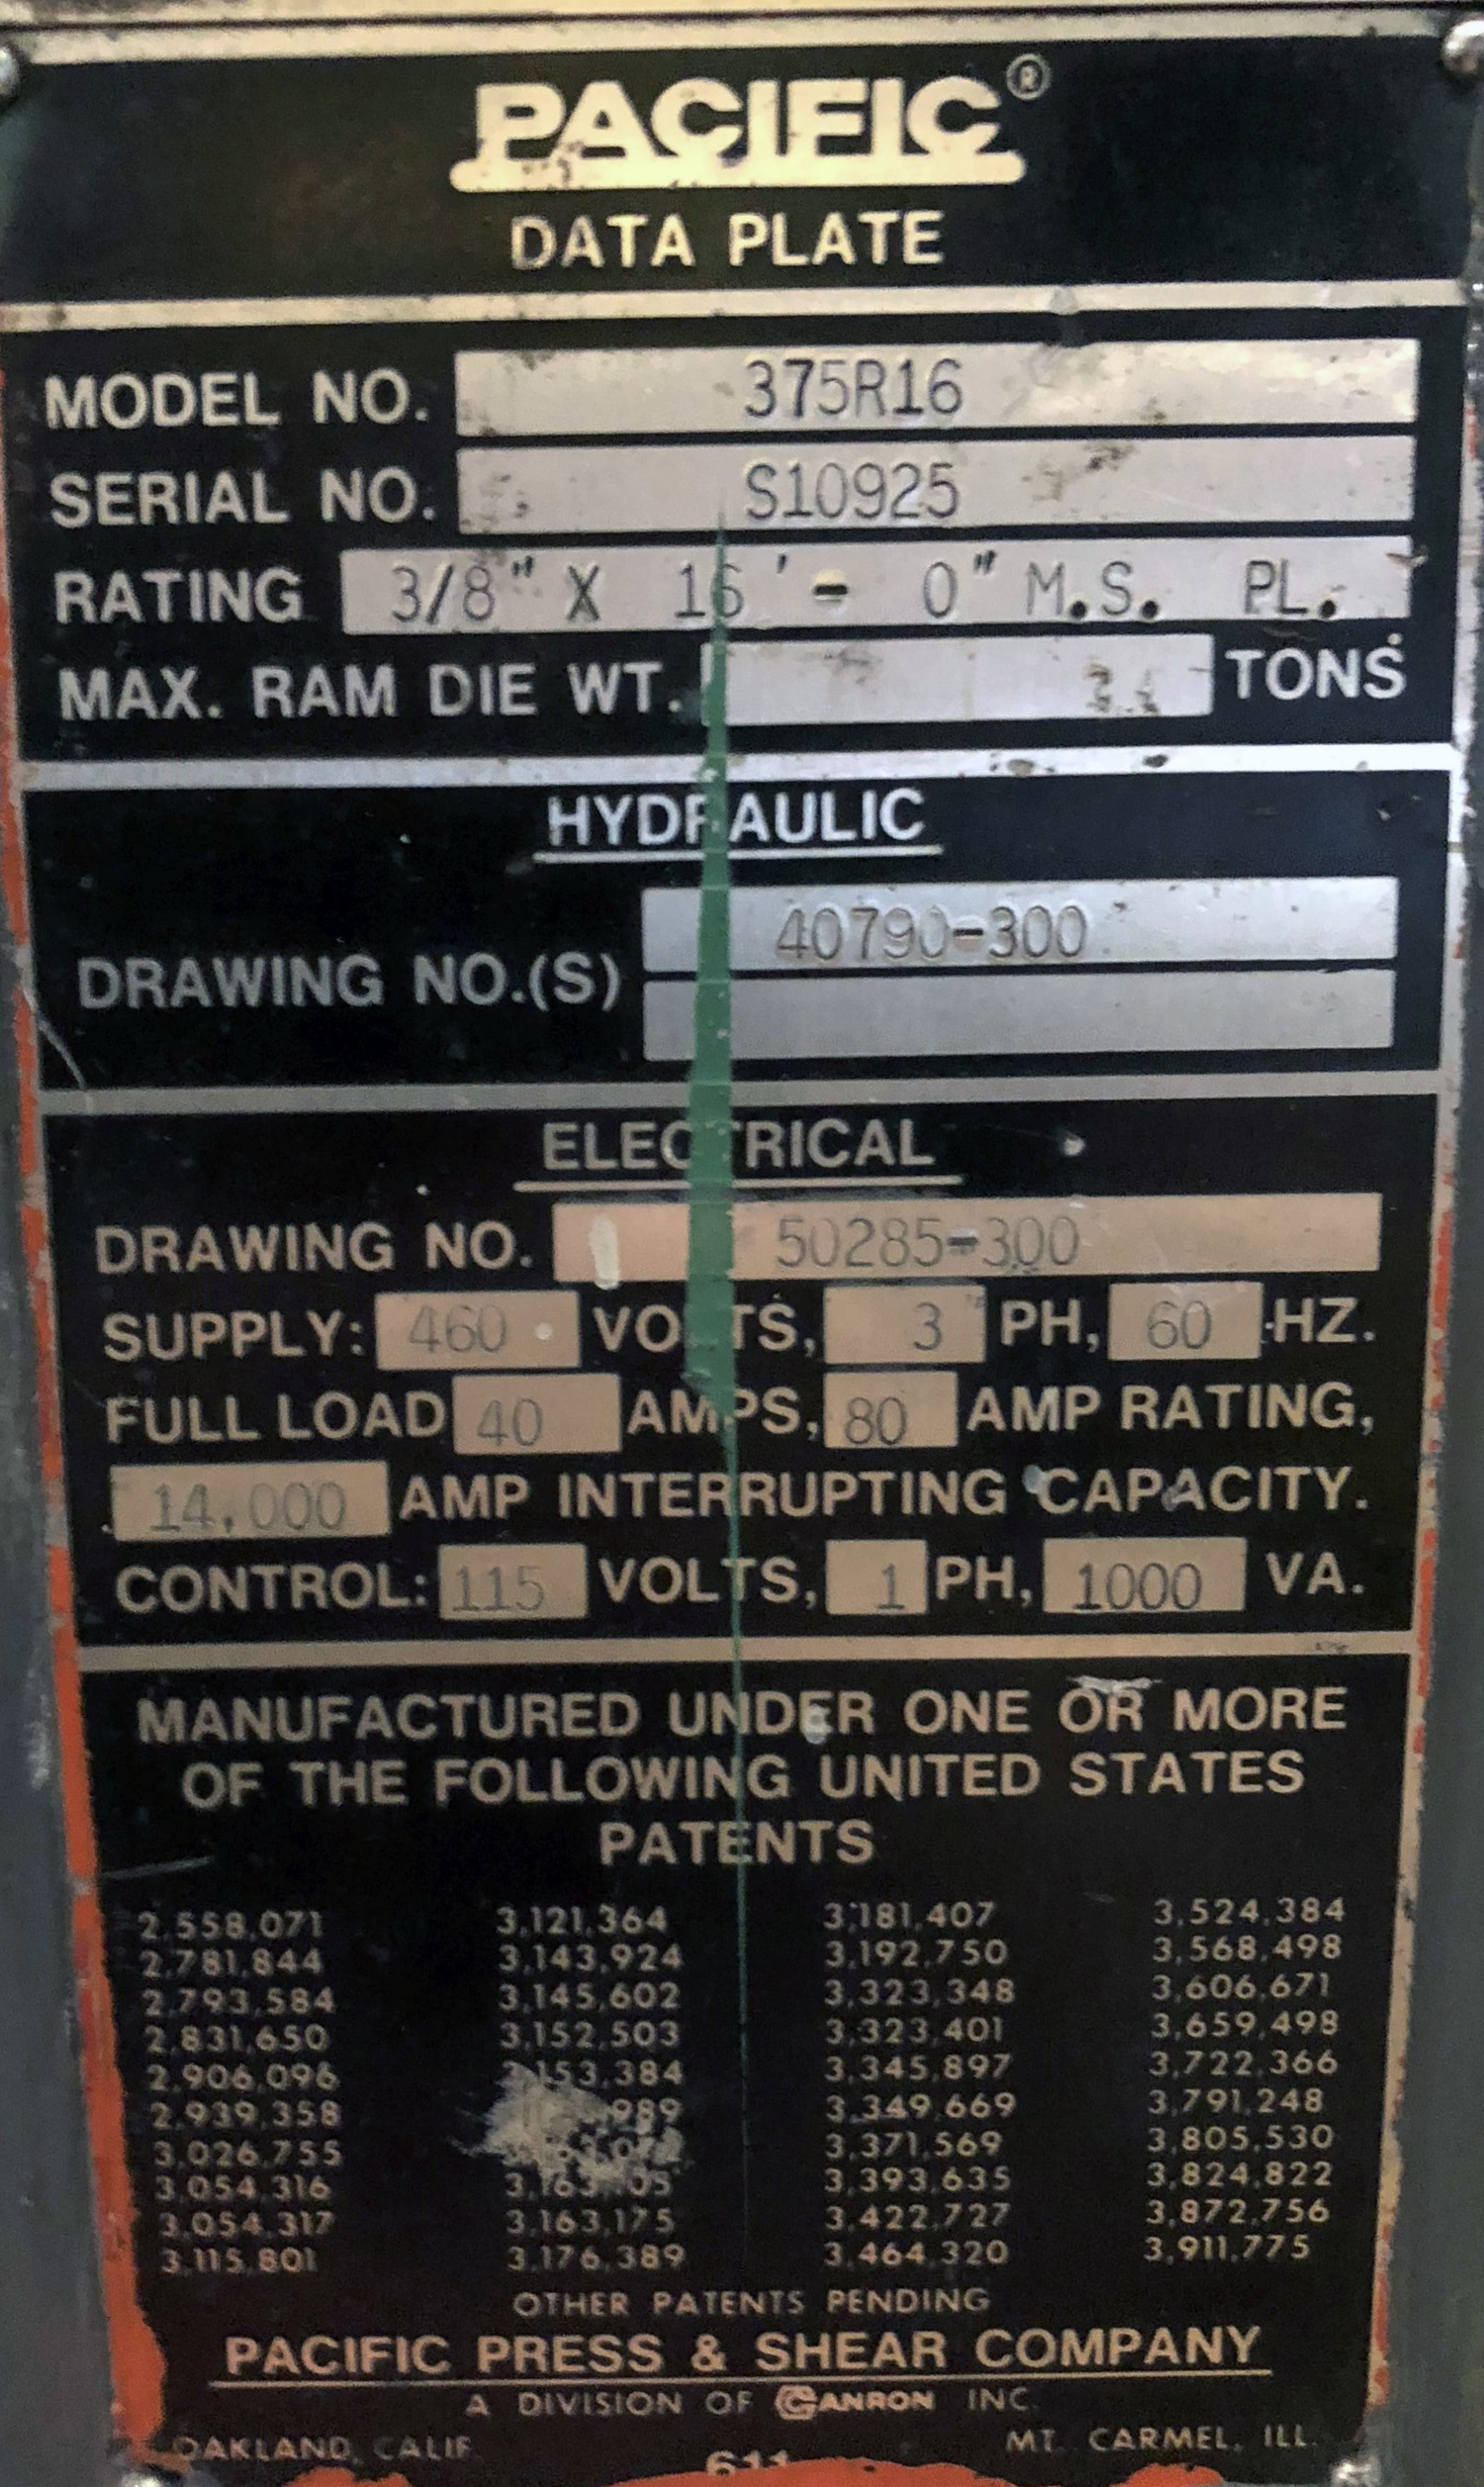 PACIFIC®
DATA PLATE
MODEL NO. 375R16
SERIAL NO. S10925
RATING 3/8" X 16'- 0" M.S. PL.
MAX. RAM DIE WT. TONS
HYDRAULIC
DRAWING NO.(S) 40790-300
ELECTRICAL
DRAWING NO. 50285-300
SUPPLY: 460 VOLTS, 3 PH, 60 HZ.
FULL LOAD 40 AMPS, 80 AMP RATING,
14,000 AMP INTERRUPTING CAPACITY.
CONTROL: 115 VOLTS, 1 PH, 1000 VA.
MANUFACTURED UNDER ONE OR MORE
OF THE FOLLOWING UNITED STATES
PATENTS
2,558,071 3,121,364 3,181,407 3,524,384
2,781,844 3,143,924 3,192,750 3,568,498
2,793,584 3,145,602 3,323,348 3,606,671
2,831,650 3,152,503 3,323,401 3,659,498
2,906,096 3,153,384 3,345,897 3,722,366
2,939,358 3,349,669 3,791,248
3,026,755 3,371,569 3,805,530
3,054,316 3,393,635 3,824,822
3,054,317 3,163,175 3,422,727 3,872,756
3,115,801 3,176,389 3,464,320 3,911,775
OTHER PATENTS PENDING
PACIFIC PRESS & SHEAR COMPANY
A DIVISION OF CANRON INC.
OAKLAND, CALIF. MT. CARMEL, ILL.